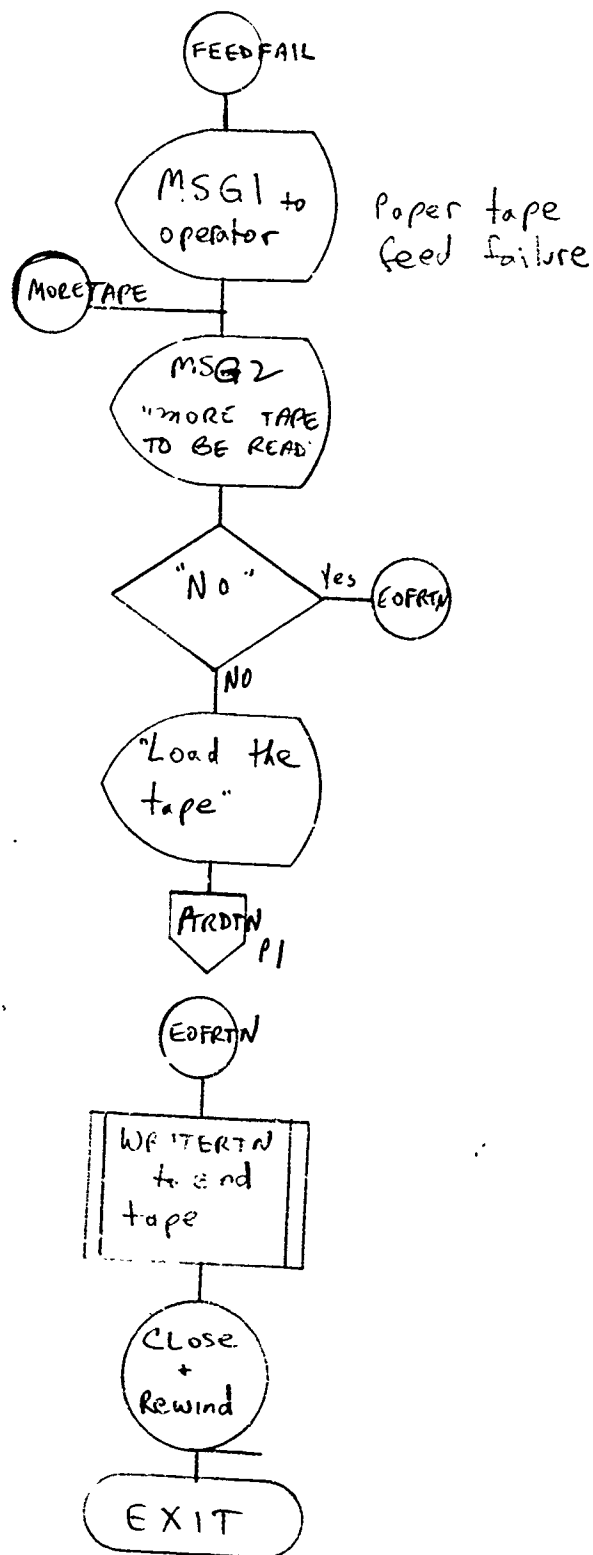 FEEDFAIL
MSG1 to
operator
Paper tape
feed failure
MORETAPE
MSG2
"MORE TAPE
TO BE READ"
"NO"
Yes
EOFRTN
NO
"Load the
tape"
P1
EOFRTN
WRITERTN
to end
tape
CLOSE
+
Rewind
EXIT